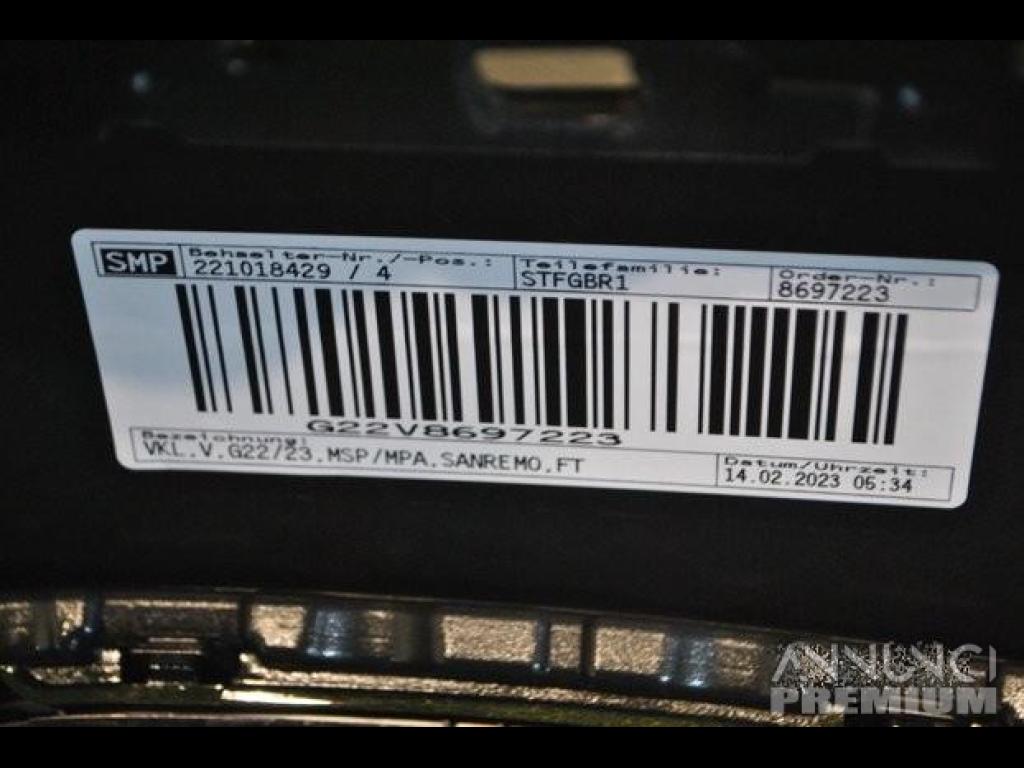 SMP Behaelter-Nr./-Pos.: Teilefamilie: Order-Nr.:
221018429 / 4 STFGBR1 8697223
G22V8697223
Bezeichnung: Datum/Uhrzeit:
VKL.V.G22/23.MSP/MPA.SANREMO.FT 14.02.2023 05:34
ANNUNCI
PREMIUM